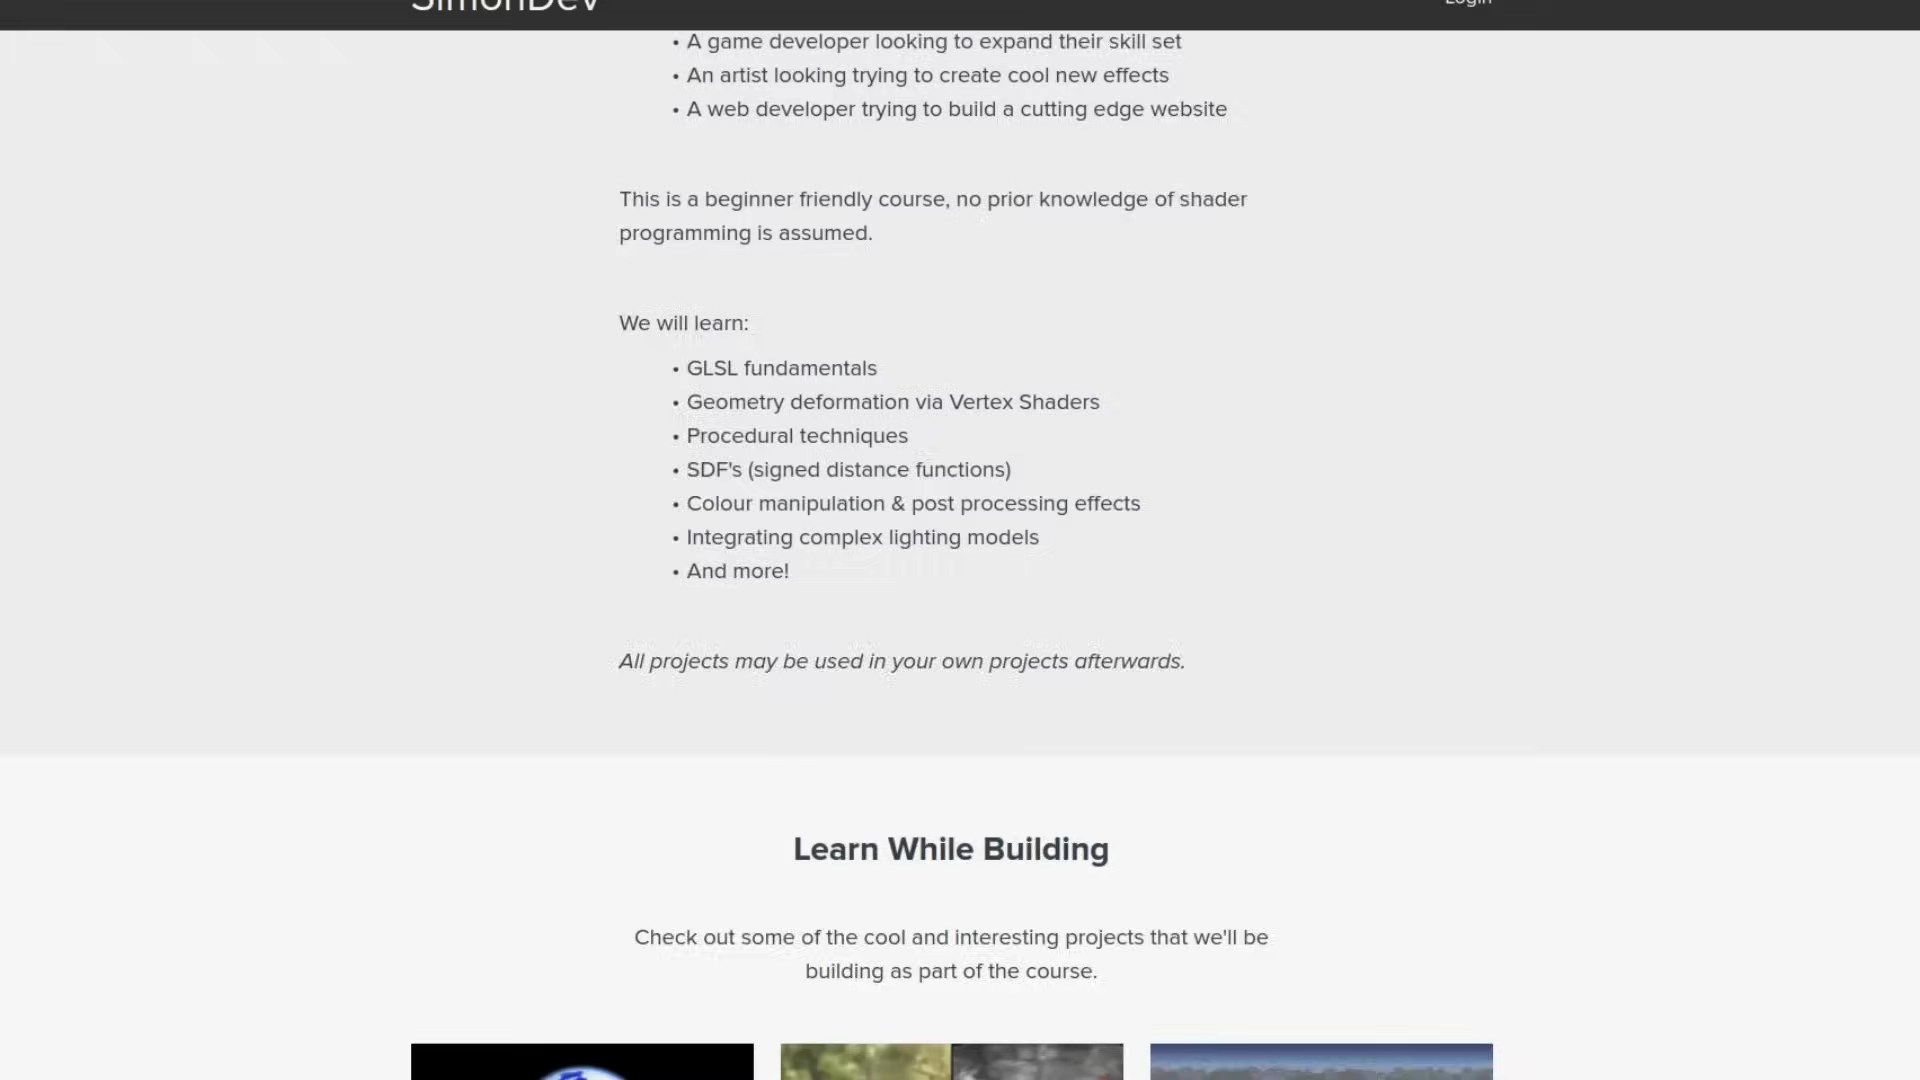 SimonDev
Login
• A game developer looking to expand their skill set
• An artist looking trying to create cool new effects
• A web developer trying to build a cutting edge website
This is a beginner friendly course, no prior knowledge of shader
programming is assumed.
We will learn:
• GLSL fundamentals
• Geometry deformation via Vertex Shaders
• Procedural techniques
• SDF's (signed distance functions)
• Colour manipulation & post processing effects
• Integrating complex lighting models
• And more!
All projects may be used in your own projects afterwards.
Learn While Building
Check out some of the cool and interesting projects that we'll be
building as part of the course.